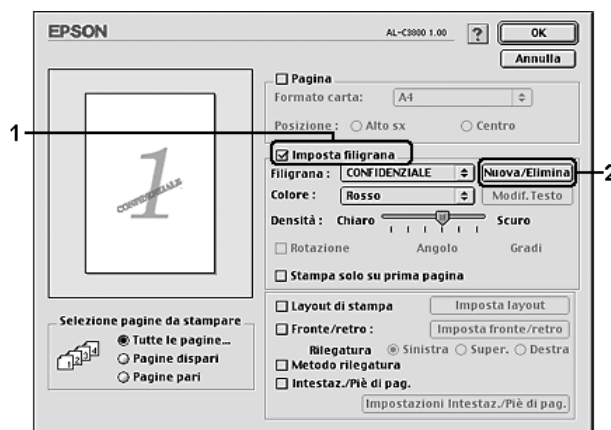 EPSON AL-C3800 1.00 ? OK
Annulla
Pagina
Formato carta: A4
Posizione : Alto sx Centro
1
Imposta filigrana
Filigrana : CONFIDENZIALE Nuova/Elimina
2
Colore : Rosso Modif. Testo
Densità : Chiaro Scuro
Rotazione Angolo Gradi
Stampa solo su prima pagina
1
CONFIDENZIALE
Layout di stampa Imposta layout
Fronte/retro : Imposta fronte/retro
Rilegatura Sinistra Super. Destra
Metodo rilegatura
Intestaz./Piè di pag.
Impostazioni Intestaz./Piè di pag.
Selezione pagine da stampare
Tutte le pagine...
Pagine dispari
Pagine pari
1 2 3 4